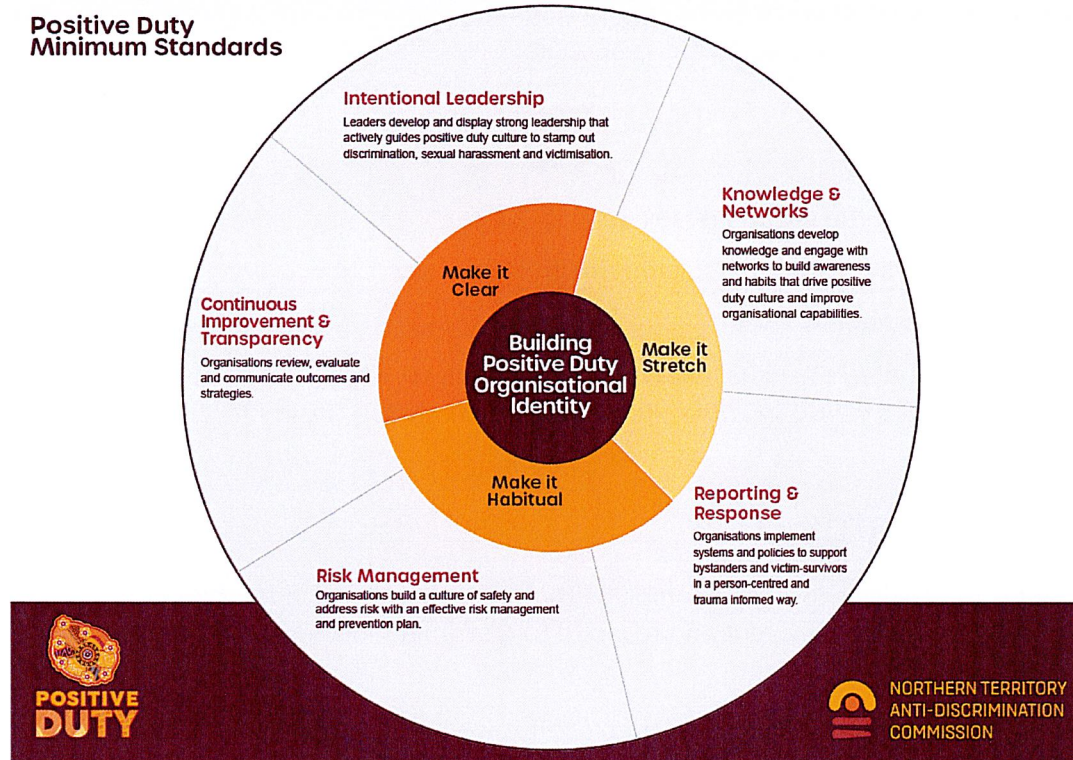 Positive Duty
Minimum Standards
Intentional Leadership
Leaders develop and display strong leadership that
actively guides positive duty culture to stamp out
discrimination, sexual harassment and victimisation.
Knowledge &
Networks
Organisations develop
knowledge and engage with
networks to build awareness
and habits that drive positive
duty culture and improve
organisational capabilities.
Reporting &
Response
Organisations implement
systems and policies to support
bystanders and victim-survivors
in a person-centred and
trauma informed way.
Risk Management
Organisations build a culture of safety and
address risk with an effective risk management
and prevention plan.
Continuous
Improvement &
Transparency
Organisations review, evaluate
and communicate outcomes and
strategies.
Make it
Clear
Make it
Stretch
Make it
Habitual
Building
Positive Duty
Organisational
Identity
POSITIVE
DUTY
NORTHERN TERRITORY
ANTI-DISCRIMINATION
COMMISSION